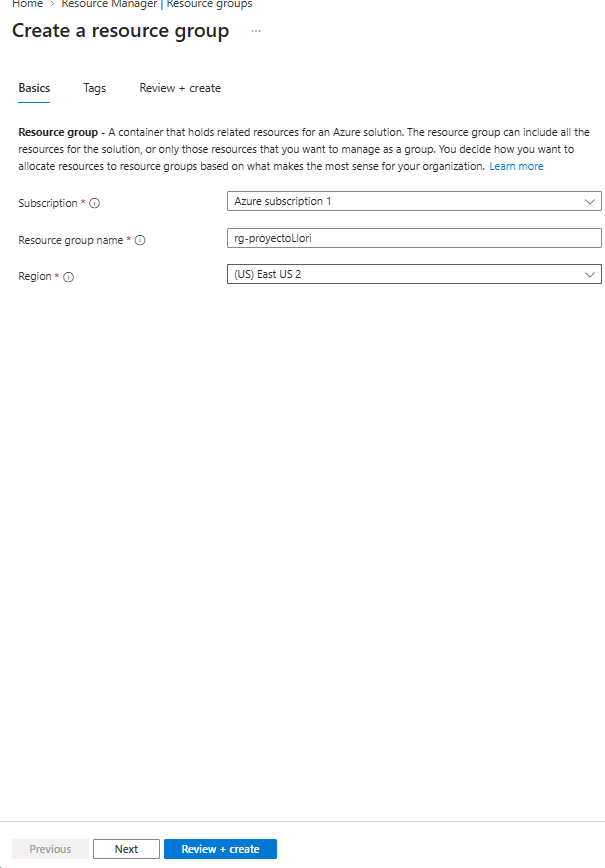 Home > Resource Manager | Resource groups
Create a resource group ...
Basics Tags Review + create
Resource group - A container that holds related resources for an Azure solution. The resource group can include all the
resources for the solution, or only those resources that you want to manage as a group. You decide how you want to
allocate resources to resource groups based on what makes the most sense for your organization. Learn more
Subscription * Azure subscription 1
Resource group name * rg-proyectoLlori
Region * (US) East US 2
Previous Next Review + create